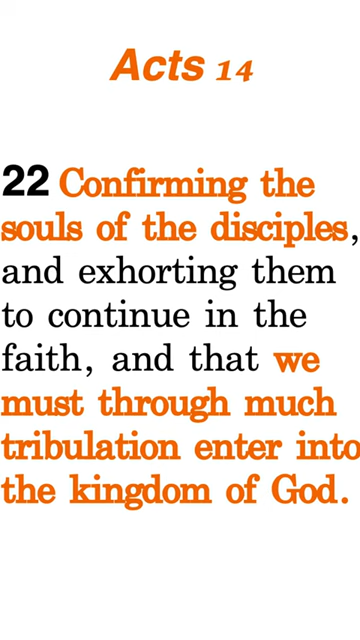 Acts 14
22 Confirming the
souls of the disciples,
and exhorting them
to continue in the
faith, and that we
must through much
tribulation enter into
the kingdom of God.